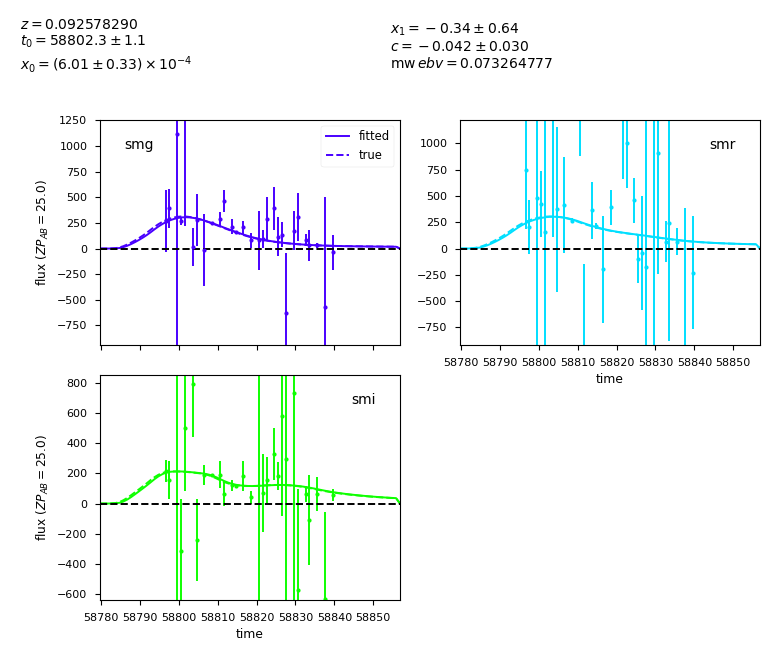 z = 0.092578290
t₀ = 58802.3 ± 1.1
x₀ = (6.01 ± 0.33) × 10⁻⁴
x₁ = −0.34 ± 0.64
c = −0.042 ± 0.030
mw ebv = 0.073264777
smg
fitted
true
flux (ZP_AB = 25.0)
1250
1000
750
500
250
0
−250
−500
−750
smr
1000
750
500
250
0
−250
−500
−750
58780 58790 58800 58810 58820 58830 58840 58850
time
smi
flux (ZP_AB = 25.0)
800
600
400
200
0
−200
−400
−600
58780 58790 58800 58810 58820 58830 58840 58850
time